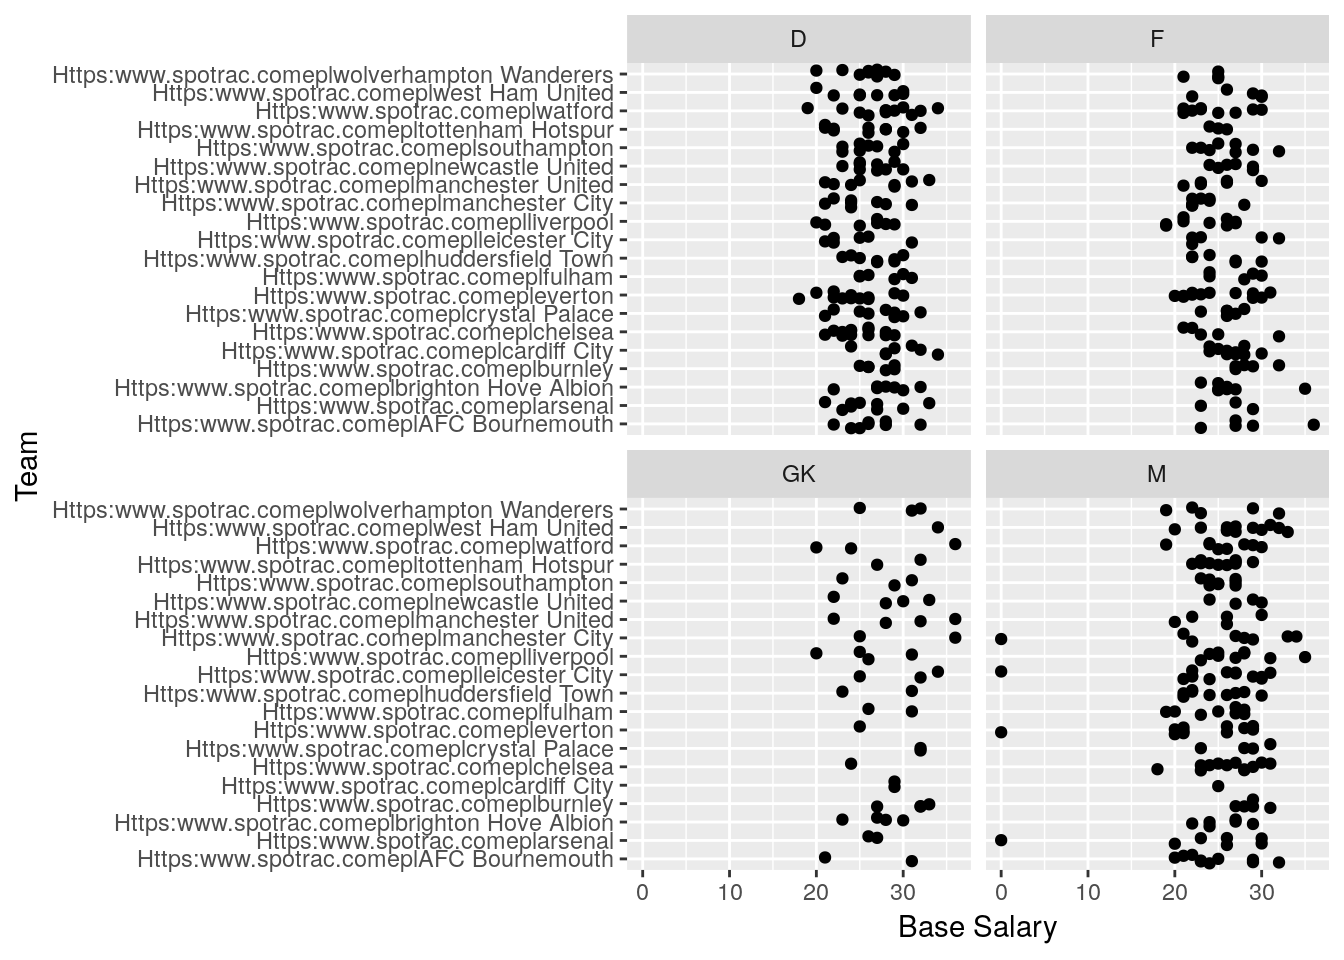 D
F
Https:www.spotrac.comeplwolverhampton Wanderers
Https:www.spotrac.comeplwest Ham United
Https:www.spotrac.comeplwatford
Https:www.spotrac.comepltottenham Hotspur
Https:www.spotrac.comeplsouthampton
Https:www.spotrac.comeplnewcastle United
Https:www.spotrac.comeplmanchester United
Https:www.spotrac.comeplmanchester City
Https:www.spotrac.comeplliverpool
Https:www.spotrac.comeplleicester City
Https:www.spotrac.comeplhuddersfield Town
Https:www.spotrac.comeplfulham
Https:www.spotrac.comepleverton
Https:www.spotrac.comeplcrystal Palace
Https:www.spotrac.comeplchelsea
Https:www.spotrac.comeplcardiff City
Https:www.spotrac.comeplburnley
Https:www.spotrac.comeplbrighton Hove Albion
Https:www.spotrac.comeplarsenal
Https:www.spotrac.comeplAFC Bournemouth
Team
GK
M
Https:www.spotrac.comeplwolverhampton Wanderers
Https:www.spotrac.comeplwest Ham United
Https:www.spotrac.comeplwatford
Https:www.spotrac.comepltottenham Hotspur
Https:www.spotrac.comeplsouthampton
Https:www.spotrac.comeplnewcastle United
Https:www.spotrac.comeplmanchester United
Https:www.spotrac.comeplmanchester City
Https:www.spotrac.comeplliverpool
Https:www.spotrac.comeplleicester City
Https:www.spotrac.comeplhuddersfield Town
Https:www.spotrac.comeplfulham
Https:www.spotrac.comepleverton
Https:www.spotrac.comeplcrystal Palace
Https:www.spotrac.comeplchelsea
Https:www.spotrac.comeplcardiff City
Https:www.spotrac.comeplburnley
Https:www.spotrac.comeplbrighton Hove Albion
Https:www.spotrac.comeplarsenal
Https:www.spotrac.comeplAFC Bournemouth
0 10 20 30
0 10 20 30
Base Salary